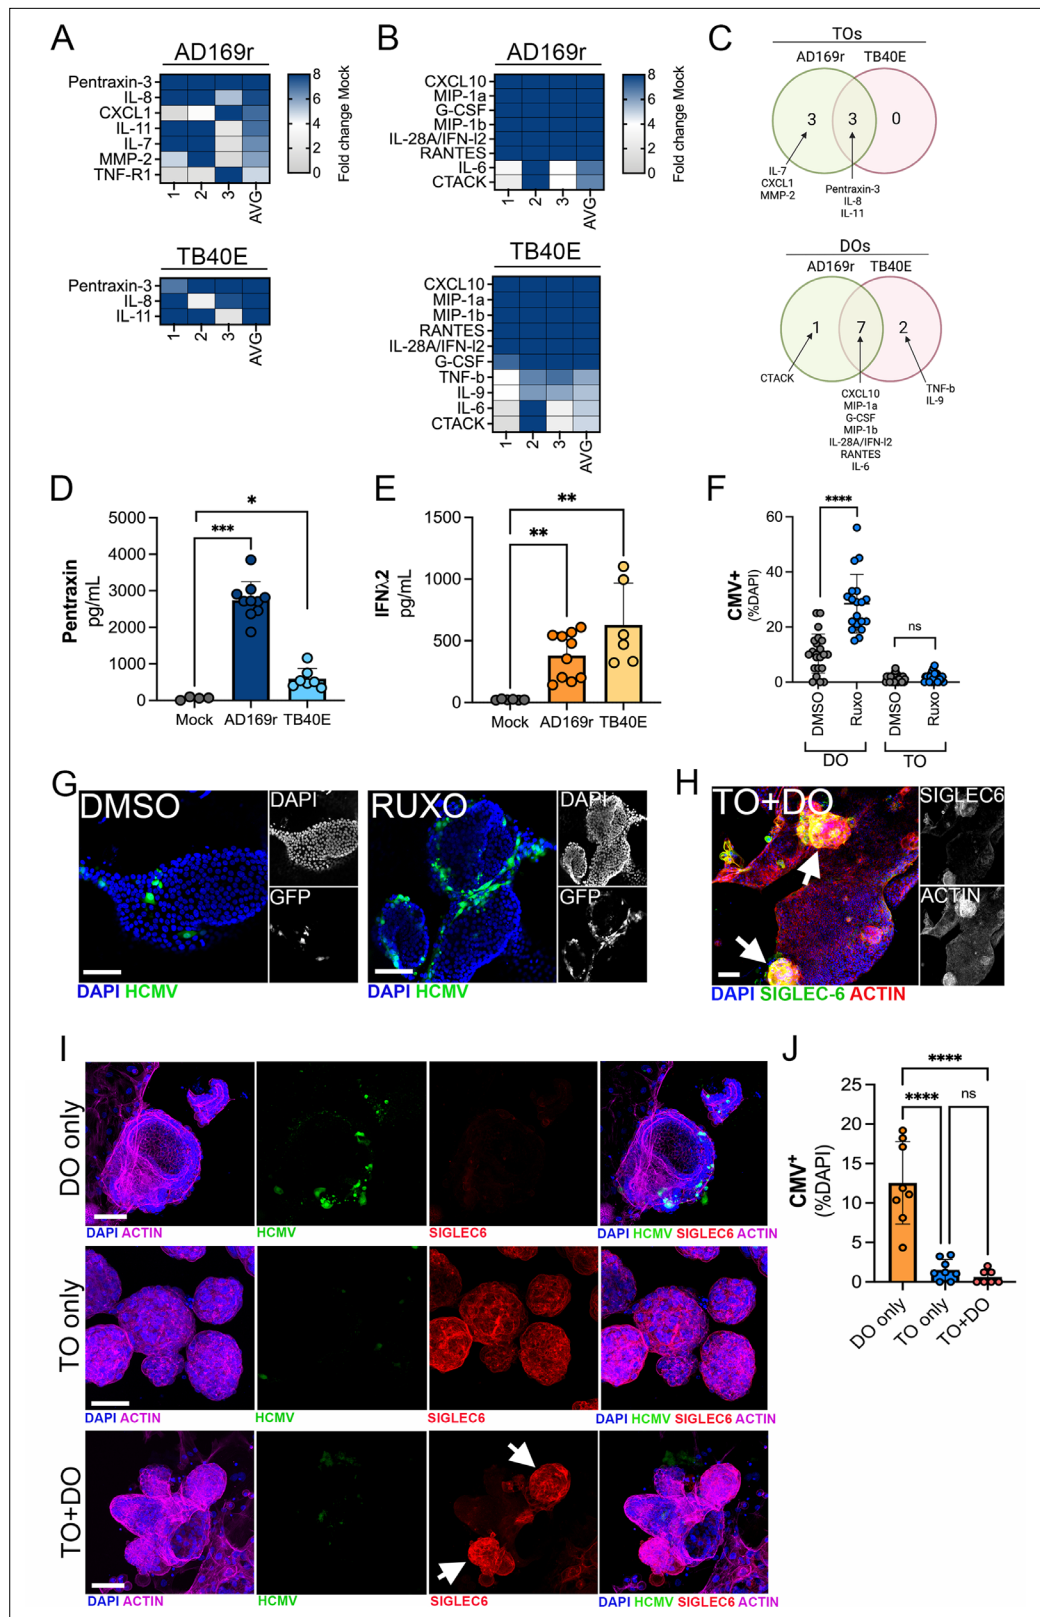 A
AD169r
Pentraxin-3
IL-8
CXCL1
IL-11
IL-7
MMP-2
TNF-R1
1 2 3 AVG
8
6
4
2
0
Fold change Mock
TB40E
Pentraxin-3
IL-8
IL-11
1 2 3 AVG
B
AD169r
CXCL10
MIP-1a
G-CSF
MIP-1b
IL-28A/IFN-l2
RANTES
IL-6
CTACK
1 2 3 AVG
8
6
4
2
0
Fold change Mock
TB40E
CXCL10
MIP-1a
MIP-1b
RANTES
IL-28A/IFN-l2
G-CSF
TNF-b
IL-9
IL-6
CTACK
1 2 3 AVG
C
TOs
AD169r TB40E
3 3 0
IL-7
CXCL1
MMP-2
Pentraxin-3
IL-8
IL-11
DOs
AD169r TB40E
1 7 2
CTACK
CXCL10
MIP-1a
G-CSF
MIP-1b
IL-28A/IFN-l2
RANTES
IL-6
TNF-b
IL-9
D
Pentraxin
pg/mL
5000
4000
3000
2000
1000
0
*
***
Mock AD169r TB40E
E
IFNλ2
pg/mL
1500
1000
500
0
**
**
Mock AD169r TB40E
F
CMV+
(%DAPI)
60
40
20
0
****
ns
DMSO Ruxo DMSO Ruxo
DO TO
G
DMSO
DAPI
GFP
DAPI HCMV
RUXO
DAPI
GFP
DAPI HCMV
H
TO+DO
SIGLEC6
ACTIN
DAPI SIGLEC-6 ACTIN
I
DO only
DAPI ACTIN
HCMV
SIGLEC6
DAPI HCMV SIGLEC6 ACTIN
TO only
DAPI ACTIN
HCMV
SIGLEC6
DAPI HCMV SIGLEC6 ACTIN
TO+DO
DAPI ACTIN
HCMV
SIGLEC6
DAPI HCMV SIGLEC6 ACTIN
J
CMV+
(%DAPI)
25
20
15
10
5
0
****
****
ns
DO only
TO only
TO+DO